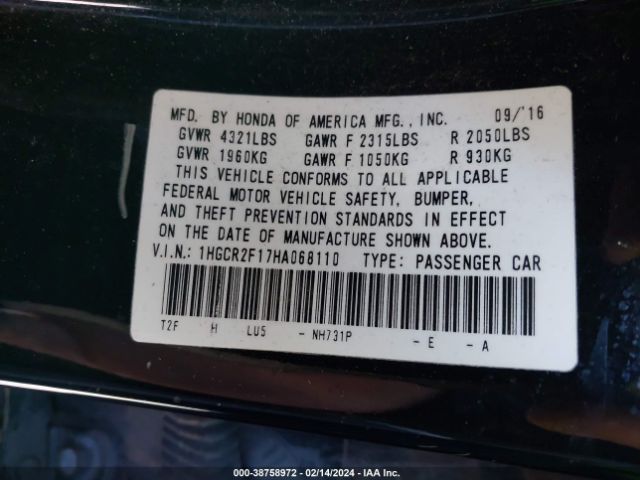 MFD. BY HONDA OF AMERICA MFG., INC. 09/'16
GVWR 4321LBS GAWR F 2315LBS R 2050LBS
GVWR 1960KG GAWR F 1050KG R 930KG
THIS VEHICLE CONFORMS TO ALL APPLICABLE
FEDERAL MOTOR VEHICLE SAFETY, BUMPER,
AND THEFT PREVENTION STANDARDS IN EFFECT
ON THE DATE OF MANUFACTURE SHOWN ABOVE.
V.I.N.: 1HGCR2F17HA068110 TYPE: PASSENGER CAR
T2F H LU5 - NH731P - E - A
000-38758972 - 02/14/2024 - IAA Inc.